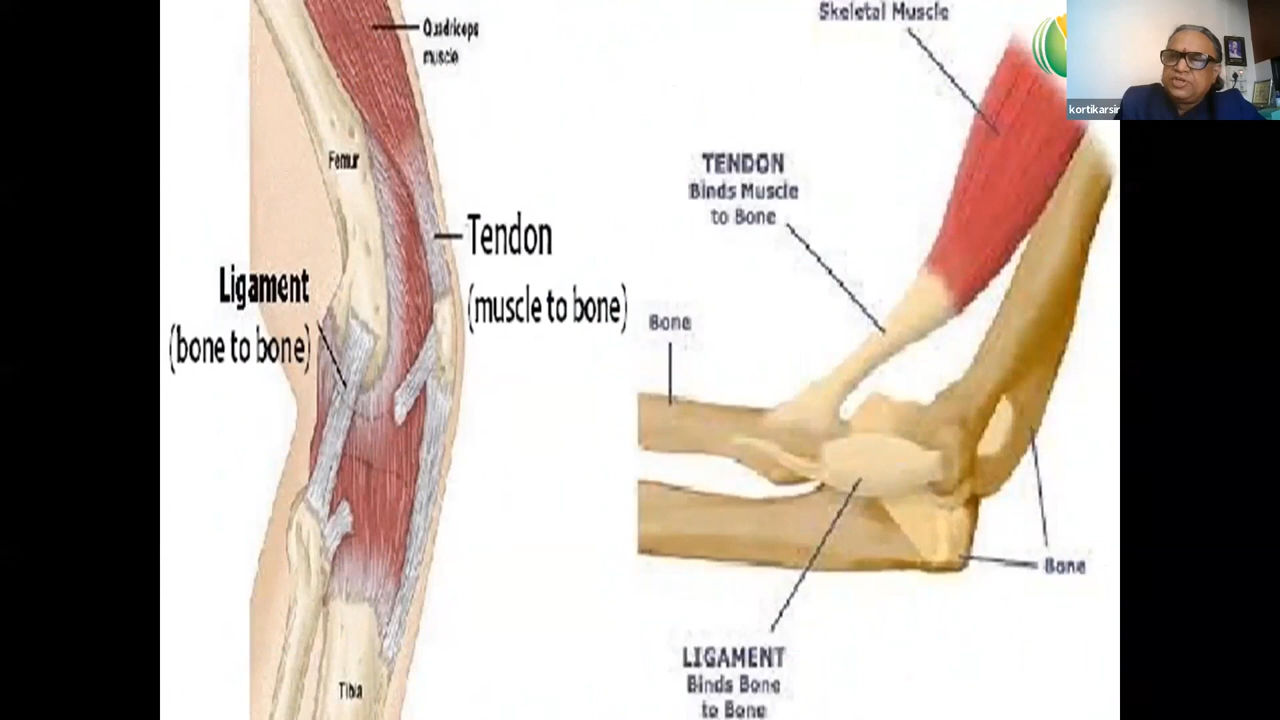 Quadriceps
muscle
Femur
Tendon
(muscle to bone)
Ligament
(bone to bone)
Tibia
Skeletal Muscle
TENDON
Binds Muscle
to Bone
Bone
Bone
LIGAMENT
Binds Bone
to Bone
kortikarsir